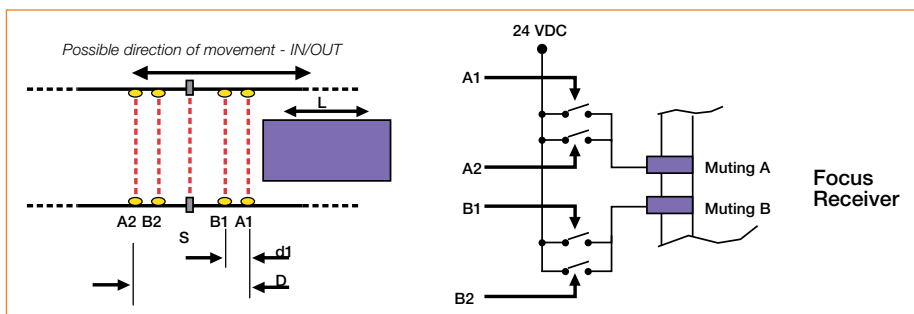 Possible direction of movement - IN/OUT
L
A2 B2 B1 A1
S
d1
D
24 VDC
A1
A2
B1
B2
Muting A
Muting B
Focus
Receiver